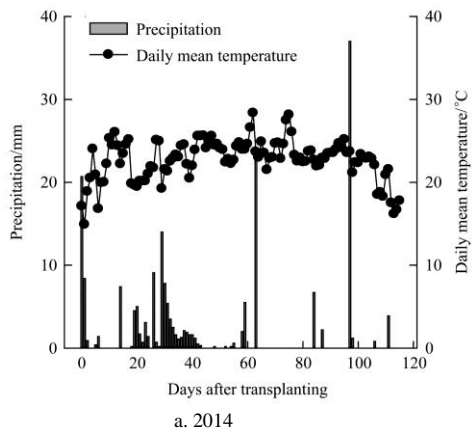 Precipitation
Daily mean temperature
40
30
20
10
0
Precipitation/mm
40
30
20
10
0
Daily mean temperature/°C
0 20 40 60 80 100 120
Days after transplanting
a. 2014